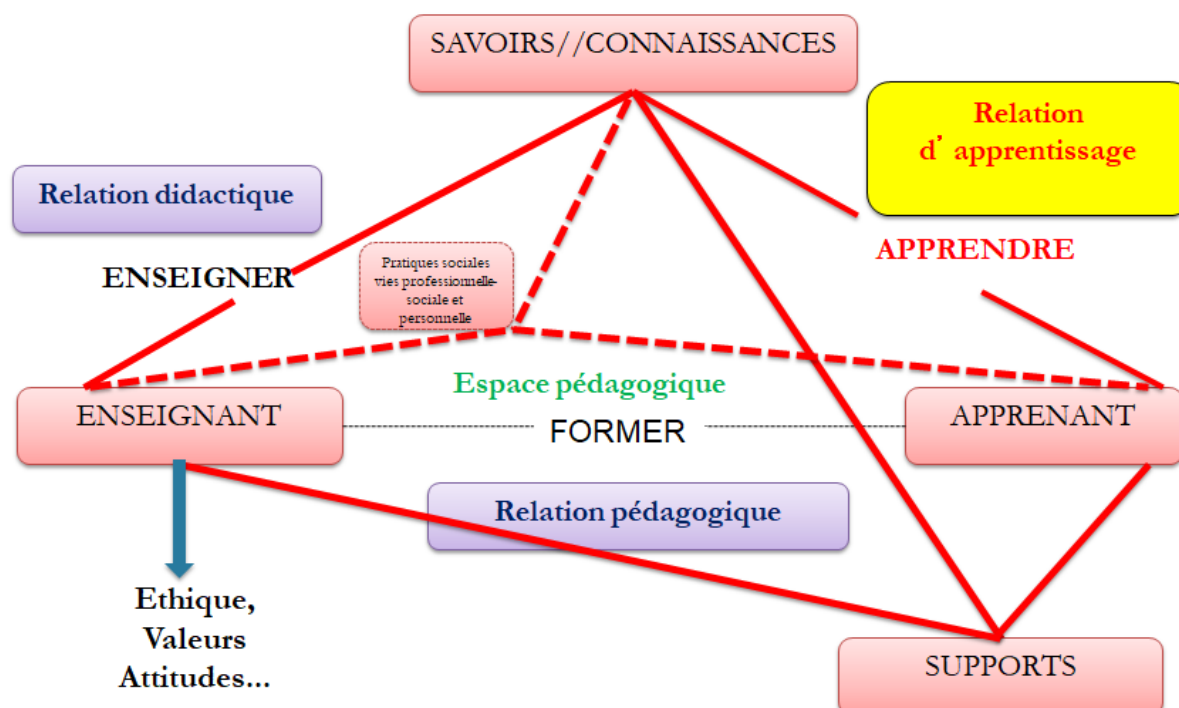 SAVOIRS//CONNAISSANCES
Relation
d’ apprentissage
Relation didactique
APPRENDRE
ENSEIGNER
Pratiques sociales
vies professionnelle-
sociale et
personnelle
Espace pédagogique
ENSEIGNANT
FORMER
APPRENANT
Relation pédagogique
Ethique,
Valeurs
Attitudes...
SUPPORTS